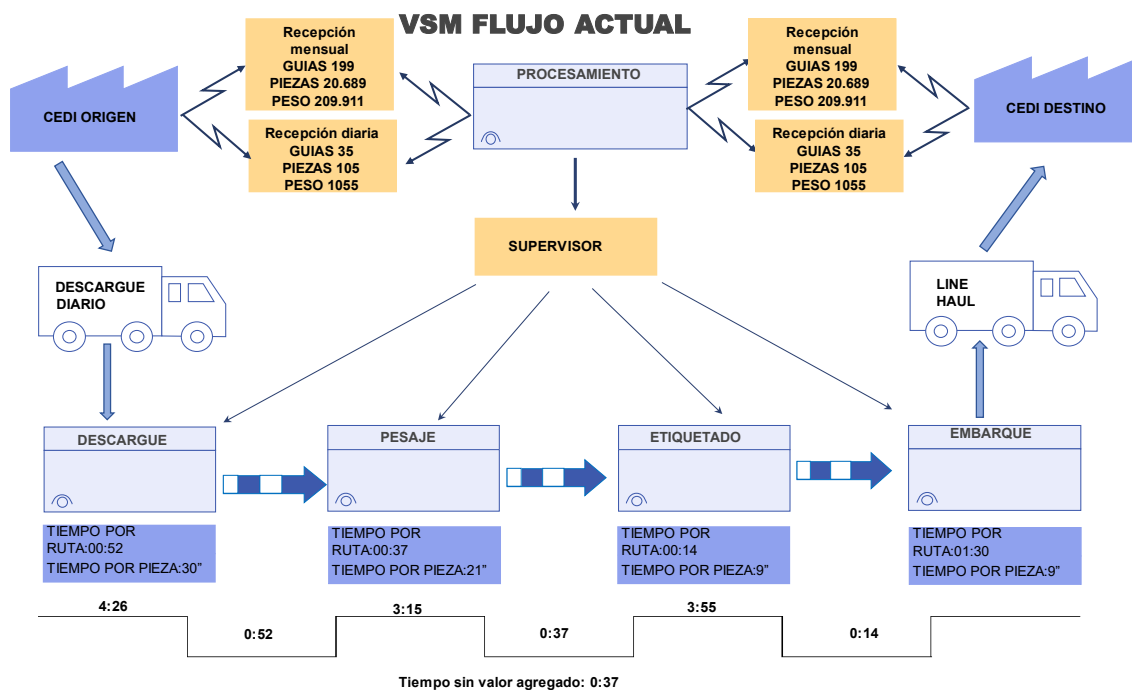 VSM FLUJO ACTUAL
Recepción
mensual
GUIAS 199
PIEZAS 20.689
PESO 209.911
PROCESAMIENTO
Recepción
mensual
GUIAS 199
PIEZAS 20.689
PESO 209.911
CEDI ORIGEN
CEDI DESTINO
Recepción diaria
GUIAS 35
PIEZAS 105
PESO 1055
Recepción diaria
GUIAS 35
PIEZAS 105
PESO 1055
SUPERVISOR
DESCARGUE
DIARIO
LINE
HAUL
DESCARGUE
PESAJE
ETIQUETADO
EMBARQUE
TIEMPO POR
RUTA:00:52
TIEMPO POR PIEZA:30”
TIEMPO POR
RUTA:00:37
TIEMPO POR PIEZA:21”
TIEMPO POR
RUTA:00:14
TIEMPO POR PIEZA:9”
TIEMPO POR
RUTA:01:30
TIEMPO POR PIEZA:9”
4:26
3:15
3:55
0:52
0:37
0:14
Tiempo sin valor agregado: 0:37